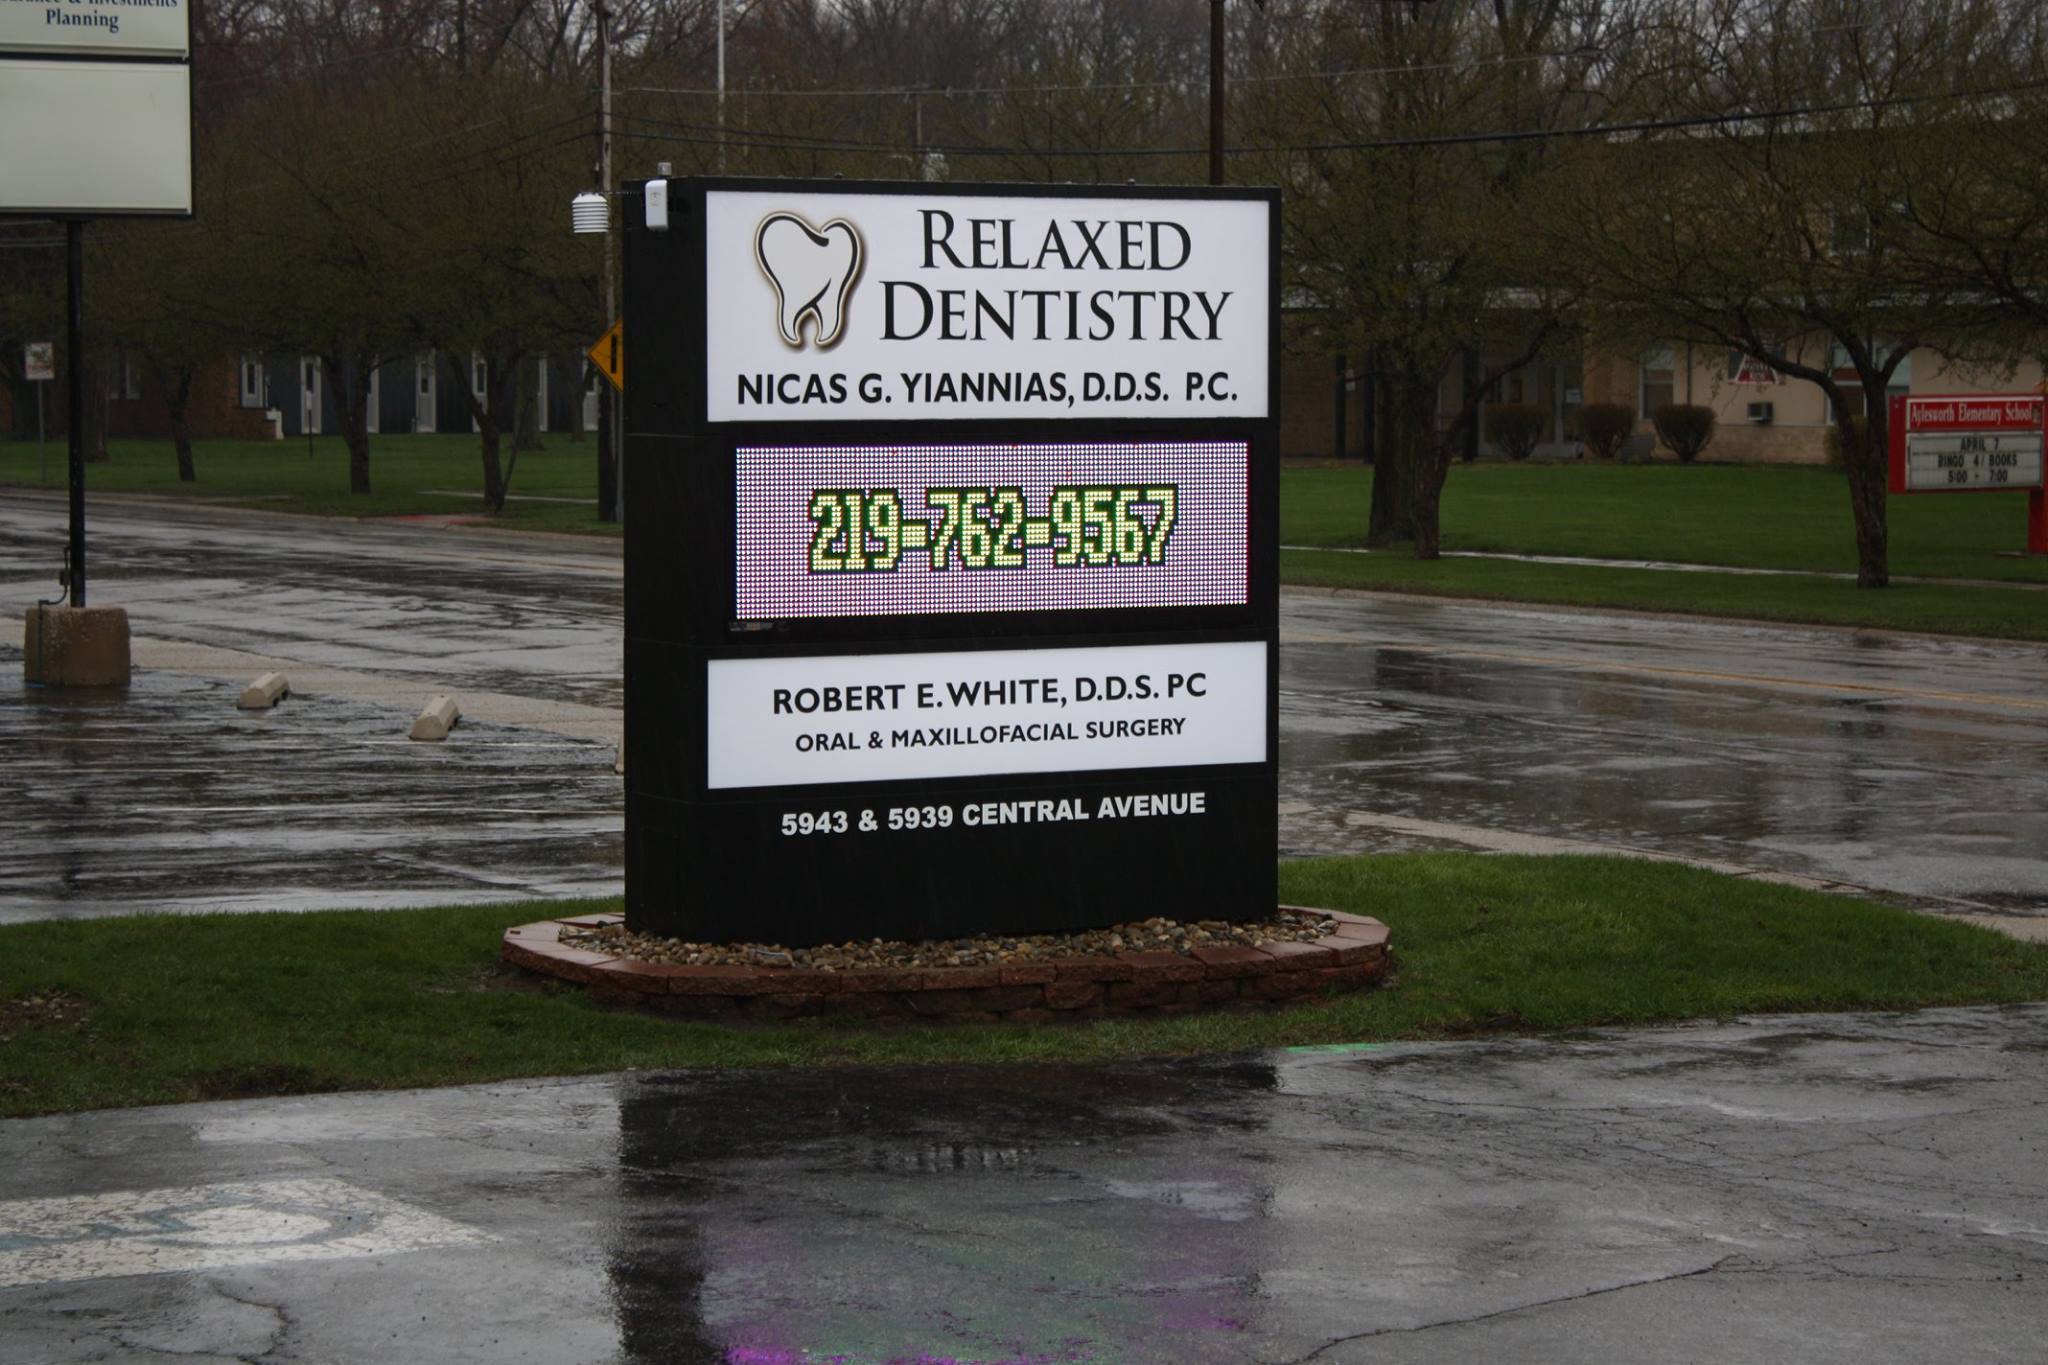 & Investments
Planning
RELAXED
DENTISTRY
NICAS G. YIANNIAS, D.D.S. P.C.
219-762-9567
ROBERT E. WHITE, D.D.S. PC
ORAL & MAXILLOFACIAL SURGERY
5943 & 5939 CENTRAL AVENUE
Aylesworth Elementary School
APRIL 7
BINGO 4/ BOOKS
5:00 - 7:00